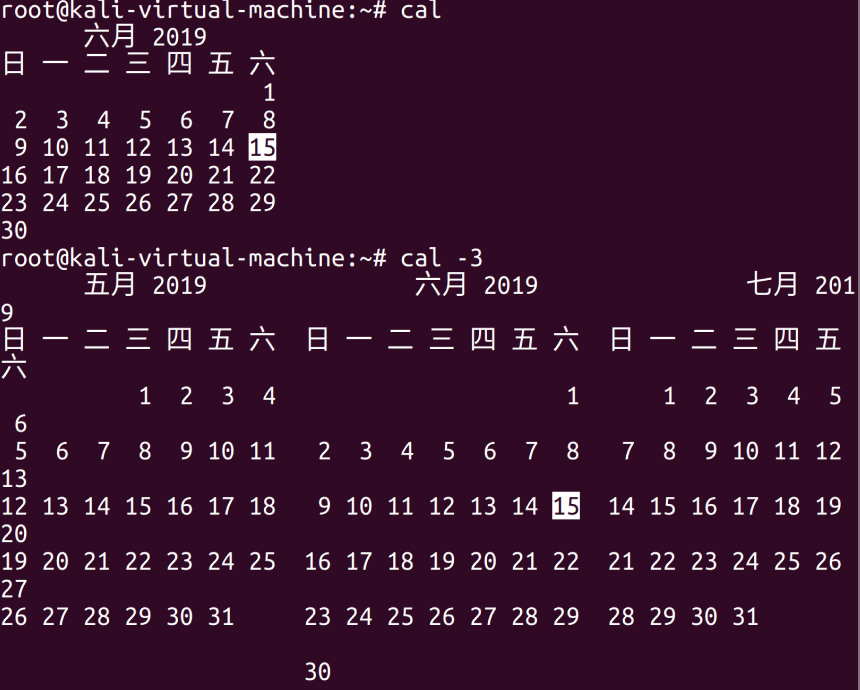 root@kali-virtual-machine:~# cal
六月 2019
日 一 二 三 四 五 六
1
2 3 4 5 6 7 8
9 10 11 12 13 14 15
16 17 18 19 20 21 22
23 24 25 26 27 28 29
30
root@kali-virtual-machine:~# cal -3
五月 2019 六月 2019 七月 201
9
日 一 二 三 四 五 六 日 一 二 三 四 五 六 日 一 二 三 四 五
六
1 2 3 4 1 1 2 3 4 5
6
5 6 7 8 9 10 11 2 3 4 5 6 7 8 7 8 9 10 11 12
13
12 13 14 15 16 17 18 9 10 11 12 13 14 15 14 15 16 17 18 19
20
19 20 21 22 23 24 25 16 17 18 19 20 21 22 21 22 23 24 25 26
27
26 27 28 29 30 31 23 24 25 26 27 28 29 28 29 30 31
30